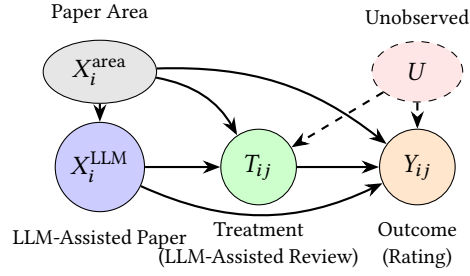 Paper Area
Unobserved
X_i^area
U
X_i^LLM
T_ij
Y_ij
LLM-Assisted Paper
Treatment
(LLM-Assisted Review)
Outcome
(Rating)